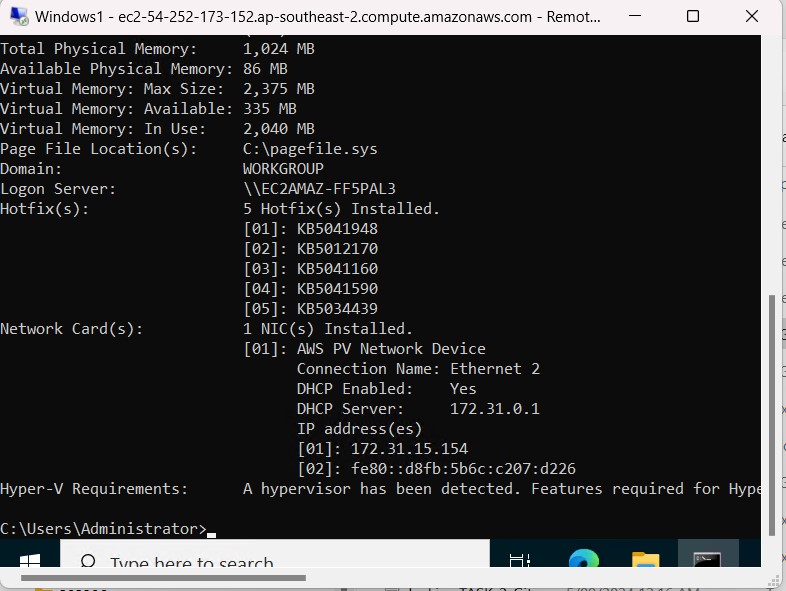 Windows1 - ec2-54-252-173-152.ap-southeast-2.compute.amazonaws.com - Remot...
Total Physical Memory: 1,024 MB
Available Physical Memory: 86 MB
Virtual Memory: Max Size: 2,375 MB
Virtual Memory: Available: 335 MB
Virtual Memory: In Use: 2,040 MB
Page File Location(s): C:\pagefile.sys
Domain: WORKGROUP
Logon Server: \\EC2AMAZ-FF5PAL3
Hotfix(s): 5 Hotfix(s) Installed.
[01]: KB5041948
[02]: KB5012170
[03]: KB5041160
[04]: KB5041590
[05]: KB5034439
Network Card(s): 1 NIC(s) Installed.
[01]: AWS PV Network Device
Connection Name: Ethernet 2
DHCP Enabled: Yes
DHCP Server: 172.31.0.1
IP address(es)
[01]: 172.31.15.154
[02]: fe80::d8fb:5b6c:c207:d226
Hyper-V Requirements: A hypervisor has been detected. Features required for Hype
C:\Users\Administrator>
Type here to search